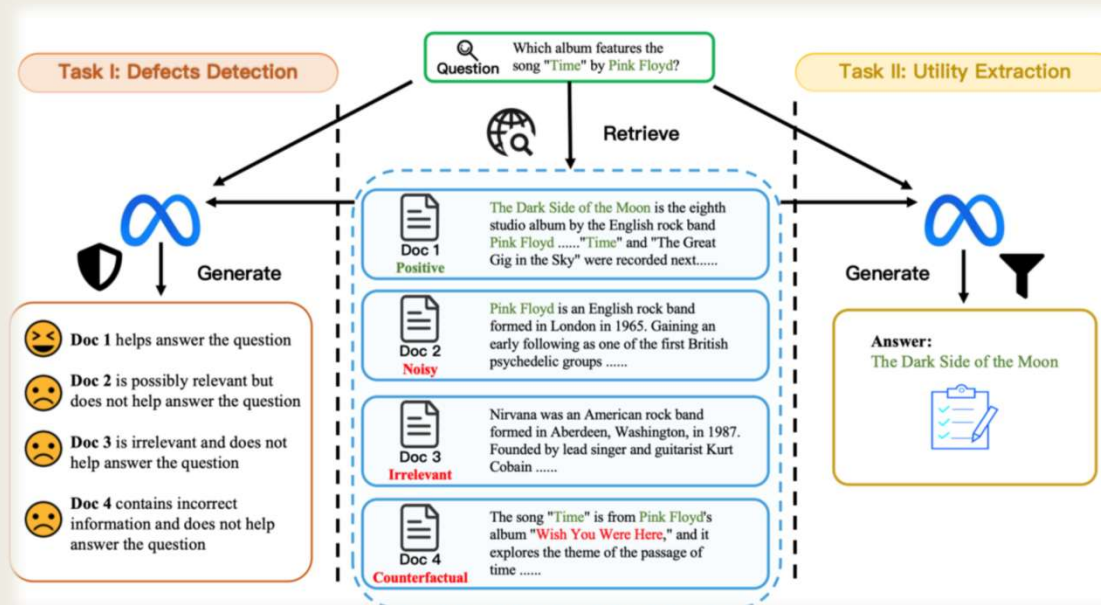 Question
Which album features the
song "Time" by Pink Floyd?
Task I: Defects Detection
Task II: Utility Extraction
Retrieve
Generate
Doc 1 helps answer the question
Doc 2 is possibly relevant but
does not help answer the question
Doc 3 is irrelevant and does not
help answer the question
Doc 4 contains incorrect
information and does not help
answer the question
Doc 1
Positive
The Dark Side of the Moon is the eighth
studio album by the English rock band
Pink Floyd ......"Time" and "The Great
Gig in the Sky" were recorded next......
Doc 2
Noisy
Pink Floyd is an English rock band
formed in London in 1965. Gaining an
early following as one of the first British
psychedelic groups ......
Doc 3
Irrelevant
Nirvana was an American rock band
formed in Aberdeen, Washington, in 1987.
Founded by lead singer and guitarist Kurt
Cobain ......
Doc 4
Counterfactual
The song "Time" is from Pink Floyd's
album "Wish You Were Here," and it
explores the theme of the passage of
time ......
Generate
Answer:
The Dark Side of the Moon